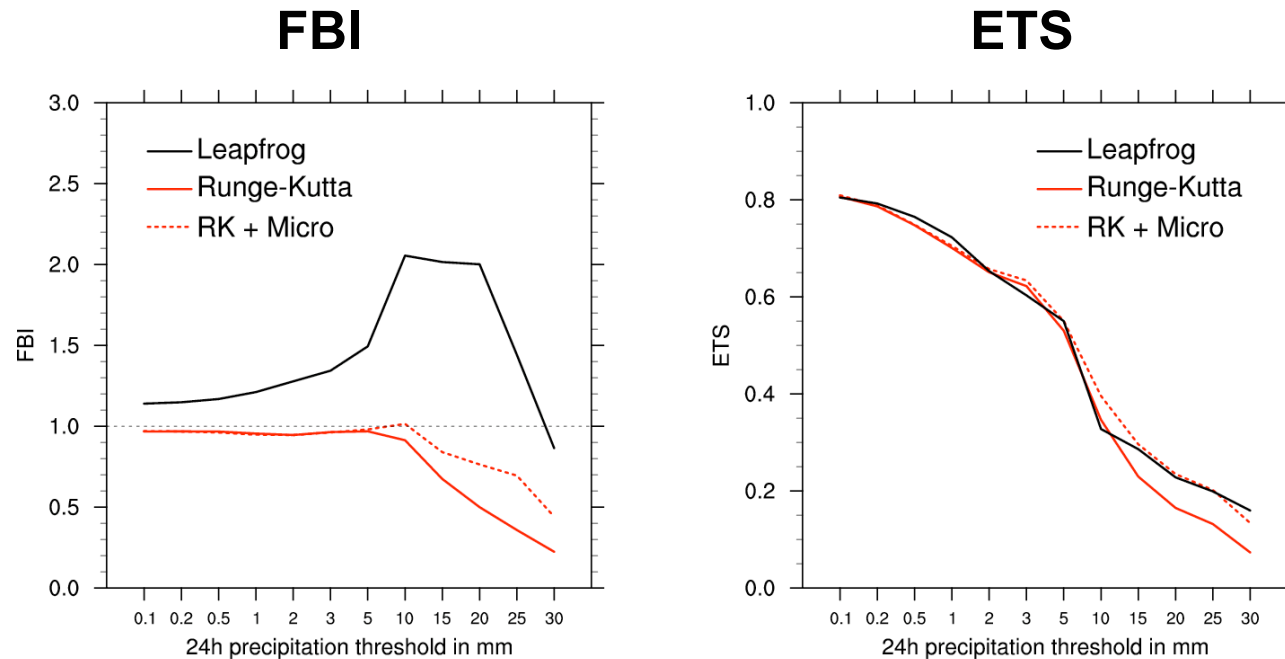 FBI
3.0
2.5
2.0
1.5
1.0
0.5
0.0
FBI
Leapfrog
Runge-Kutta
RK + Micro
0.1 0.2 0.5 1 2 3 5 10 15 20 25 30
24h precipitation threshold in mm
ETS
1.0
0.8
0.6
0.4
0.2
0.0
ETS
Leapfrog
Runge-Kutta
RK + Micro
0.1 0.2 0.5 1 2 3 5 10 15 20 25 30
24h precipitation threshold in mm